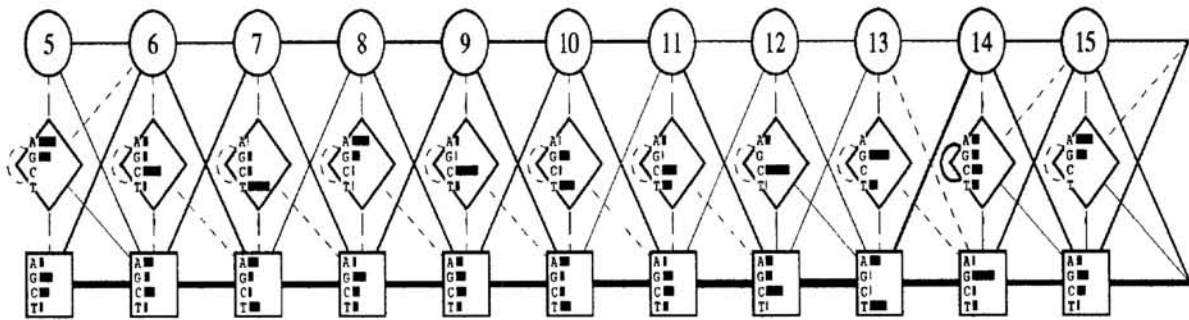 5 6 7 8 9 10 11 12 13 14 15
A A A A A A A A A A A
G G G G G G G G G G G
C C C C C C C C C C C
T T T T T T T T T T T
A A A A A A A A A A A
G G G G G G G G G G G
C C C C C C C C C C C
T T T T T T T T T T T